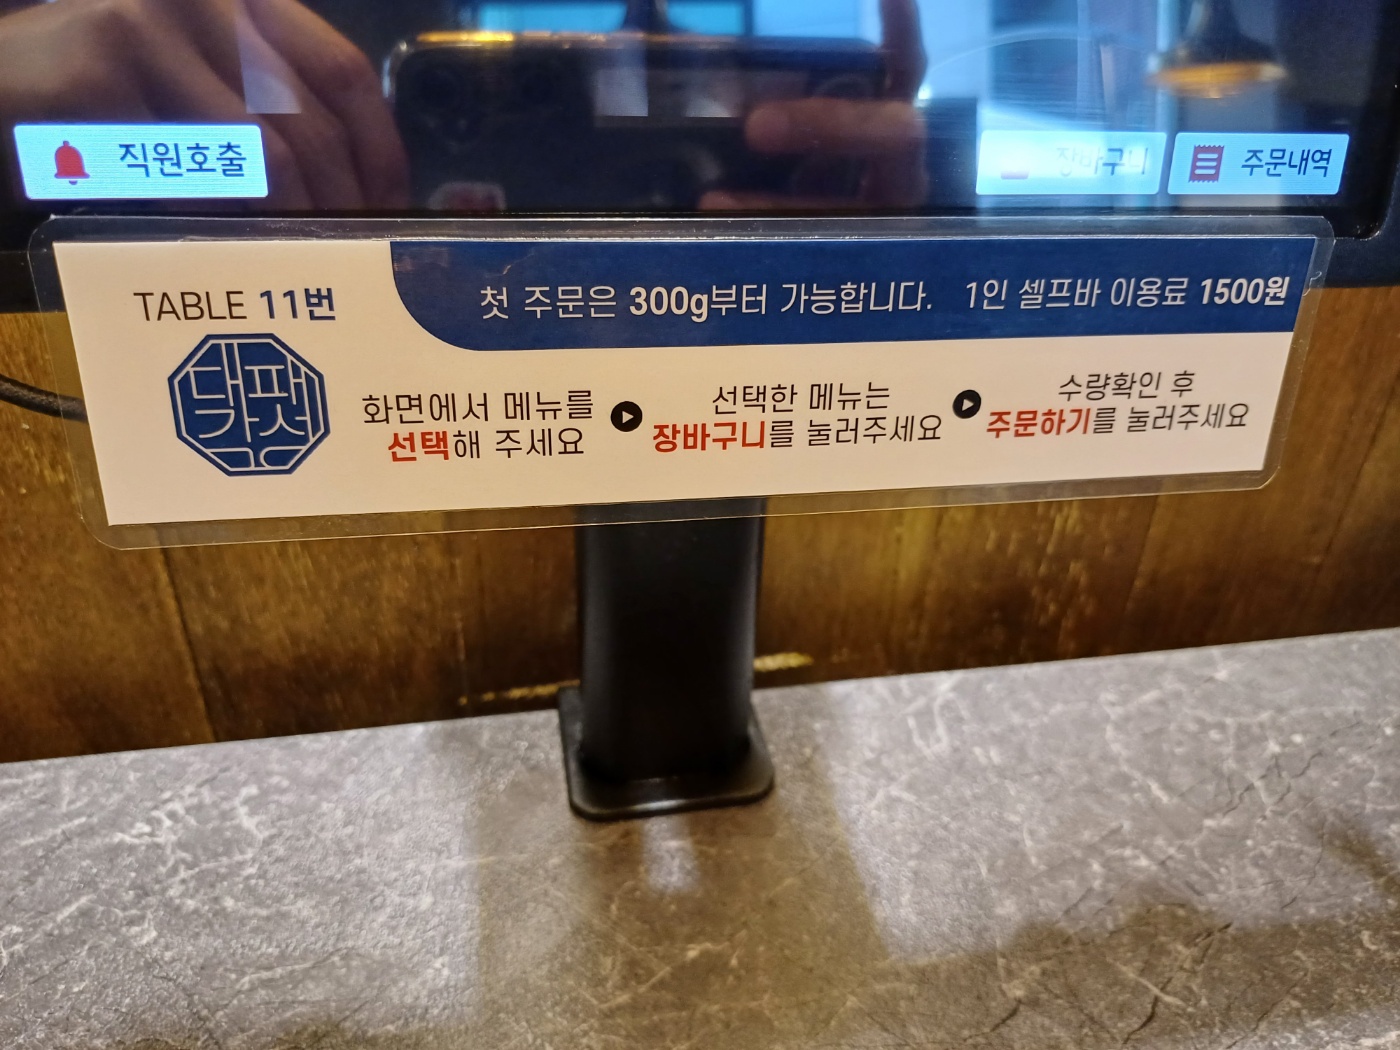 직원호출
장바구니
주문내역
TABLE 11번
첫 주문은 300g부터 가능합니다. 1인 셀프바 이용료 1500원
화면에서 메뉴를
선택해 주세요
선택한 메뉴는
장바구니를 눌러주세요
수량확인 후
주문하기를 눌러주세요